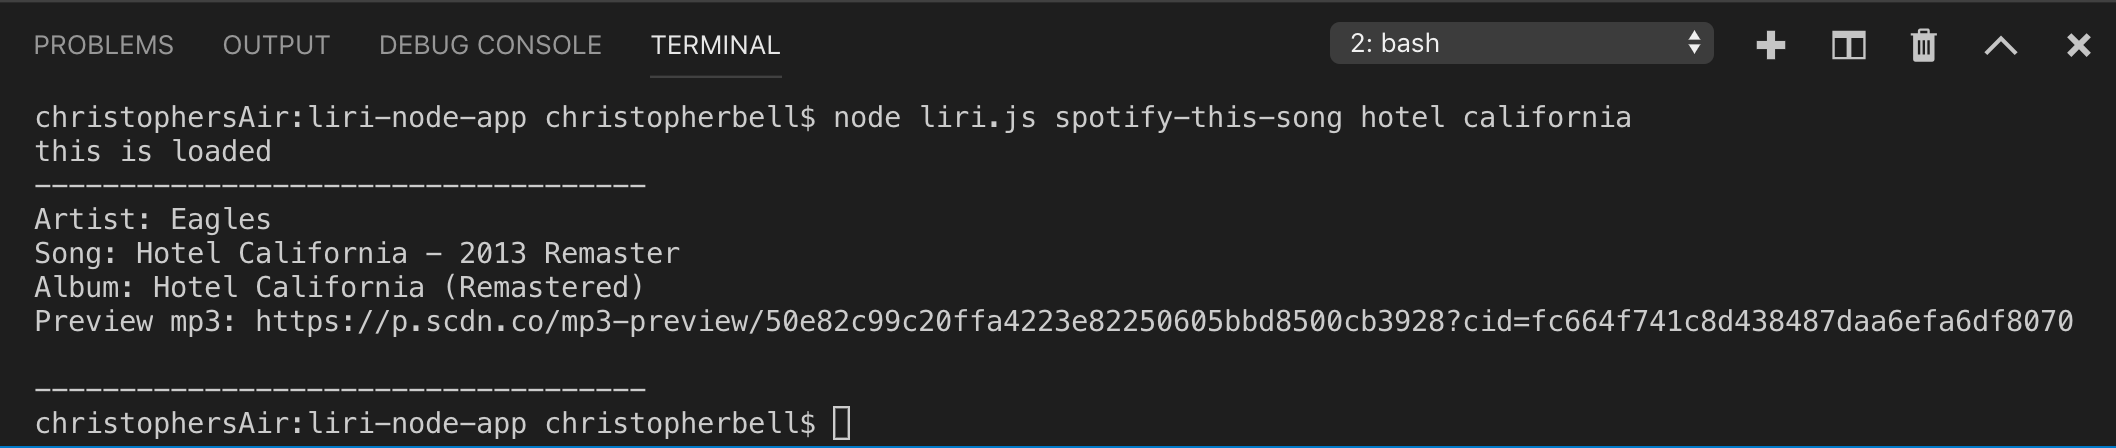 PROBLEMS OUTPUT DEBUG CONSOLE TERMINAL 2: bash
christophersAir:liri-node-app christopherbell$ node liri.js spotify-this-song hotel california
this is loaded
------------------------------------
Artist: Eagles
Song: Hotel California - 2013 Remaster
Album: Hotel California (Remastered)
Preview mp3: https://p.scdn.co/mp3-preview/50e82c99c20ffa4223e82250605bbd8500cb3928?cid=fc664f741c8d438487daa6efa6df8070
------------------------------------
christophersAir:liri-node-app christopherbell$